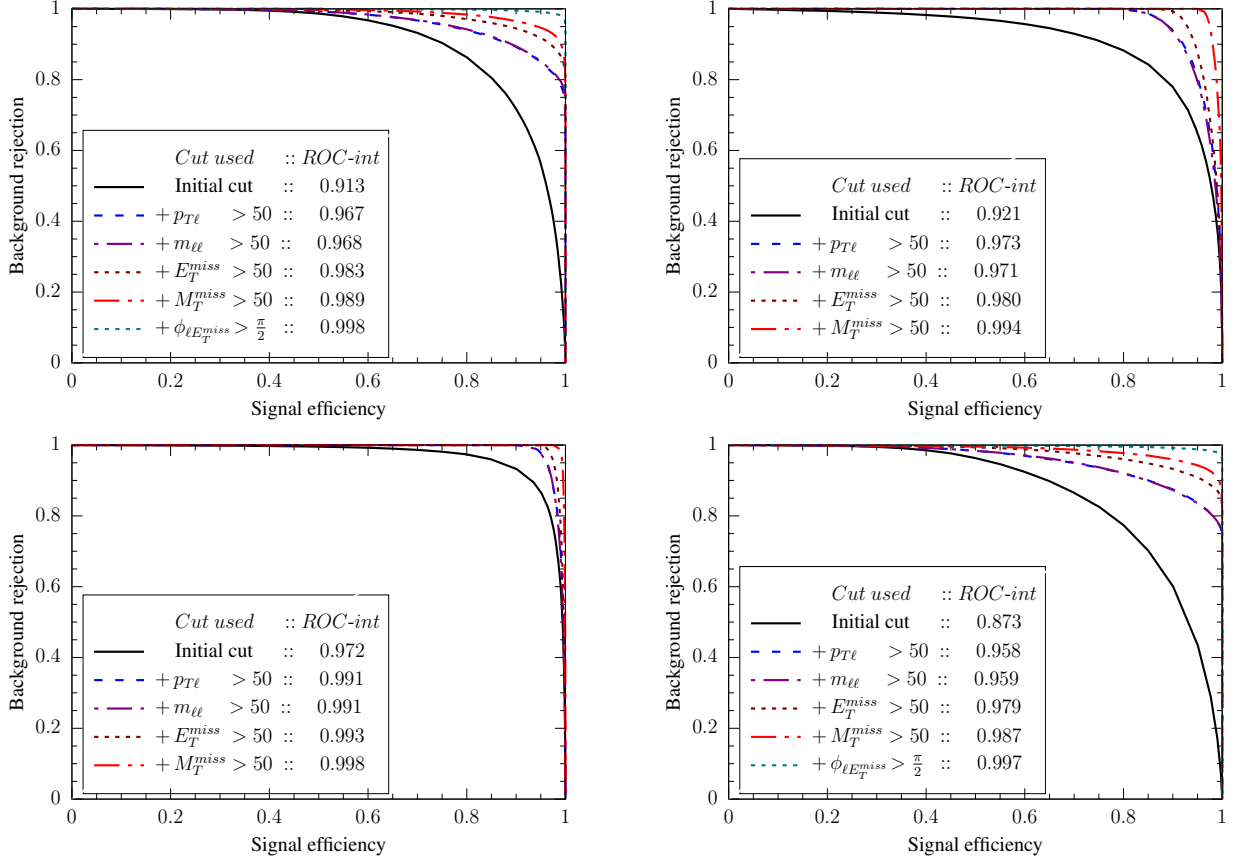 Background rejection
1
0.8
0.6
0.4
0.2
0
Cut used :: ROC-int
Initial cut :: 0.913
+ p_{Tℓ} > 50 :: 0.967
+ m_{ℓℓ} > 50 :: 0.968
+ E_T^{miss} > 50 :: 0.983
+ M_T^{miss} > 50 :: 0.989
+ ϕ_{ℓE_T^{miss}} > π/2 :: 0.998
0 0.2 0.4 0.6 0.8 1
Signal efficiency
Background rejection
1
0.8
0.6
0.4
0.2
0
Cut used :: ROC-int
Initial cut :: 0.921
+ p_{Tℓ} > 50 :: 0.973
+ m_{ℓℓ} > 50 :: 0.971
+ E_T^{miss} > 50 :: 0.980
+ M_T^{miss} > 50 :: 0.994
0 0.2 0.4 0.6 0.8 1
Signal efficiency
Background rejection
1
0.8
0.6
0.4
0.2
0
Cut used :: ROC-int
Initial cut :: 0.972
+ p_{Tℓ} > 50 :: 0.991
+ m_{ℓℓ} > 50 :: 0.991
+ E_T^{miss} > 50 :: 0.993
+ M_T^{miss} > 50 :: 0.998
0 0.2 0.4 0.6 0.8 1
Signal efficiency
Background rejection
1
0.8
0.6
0.4
0.2
0
Cut used :: ROC-int
Initial cut :: 0.873
+ p_{Tℓ} > 50 :: 0.958
+ m_{ℓℓ} > 50 :: 0.959
+ E_T^{miss} > 50 :: 0.979
+ M_T^{miss} > 50 :: 0.987
+ ϕ_{ℓE_T^{miss}} > π/2 :: 0.997
0 0.2 0.4 0.6 0.8 1
Signal efficiency